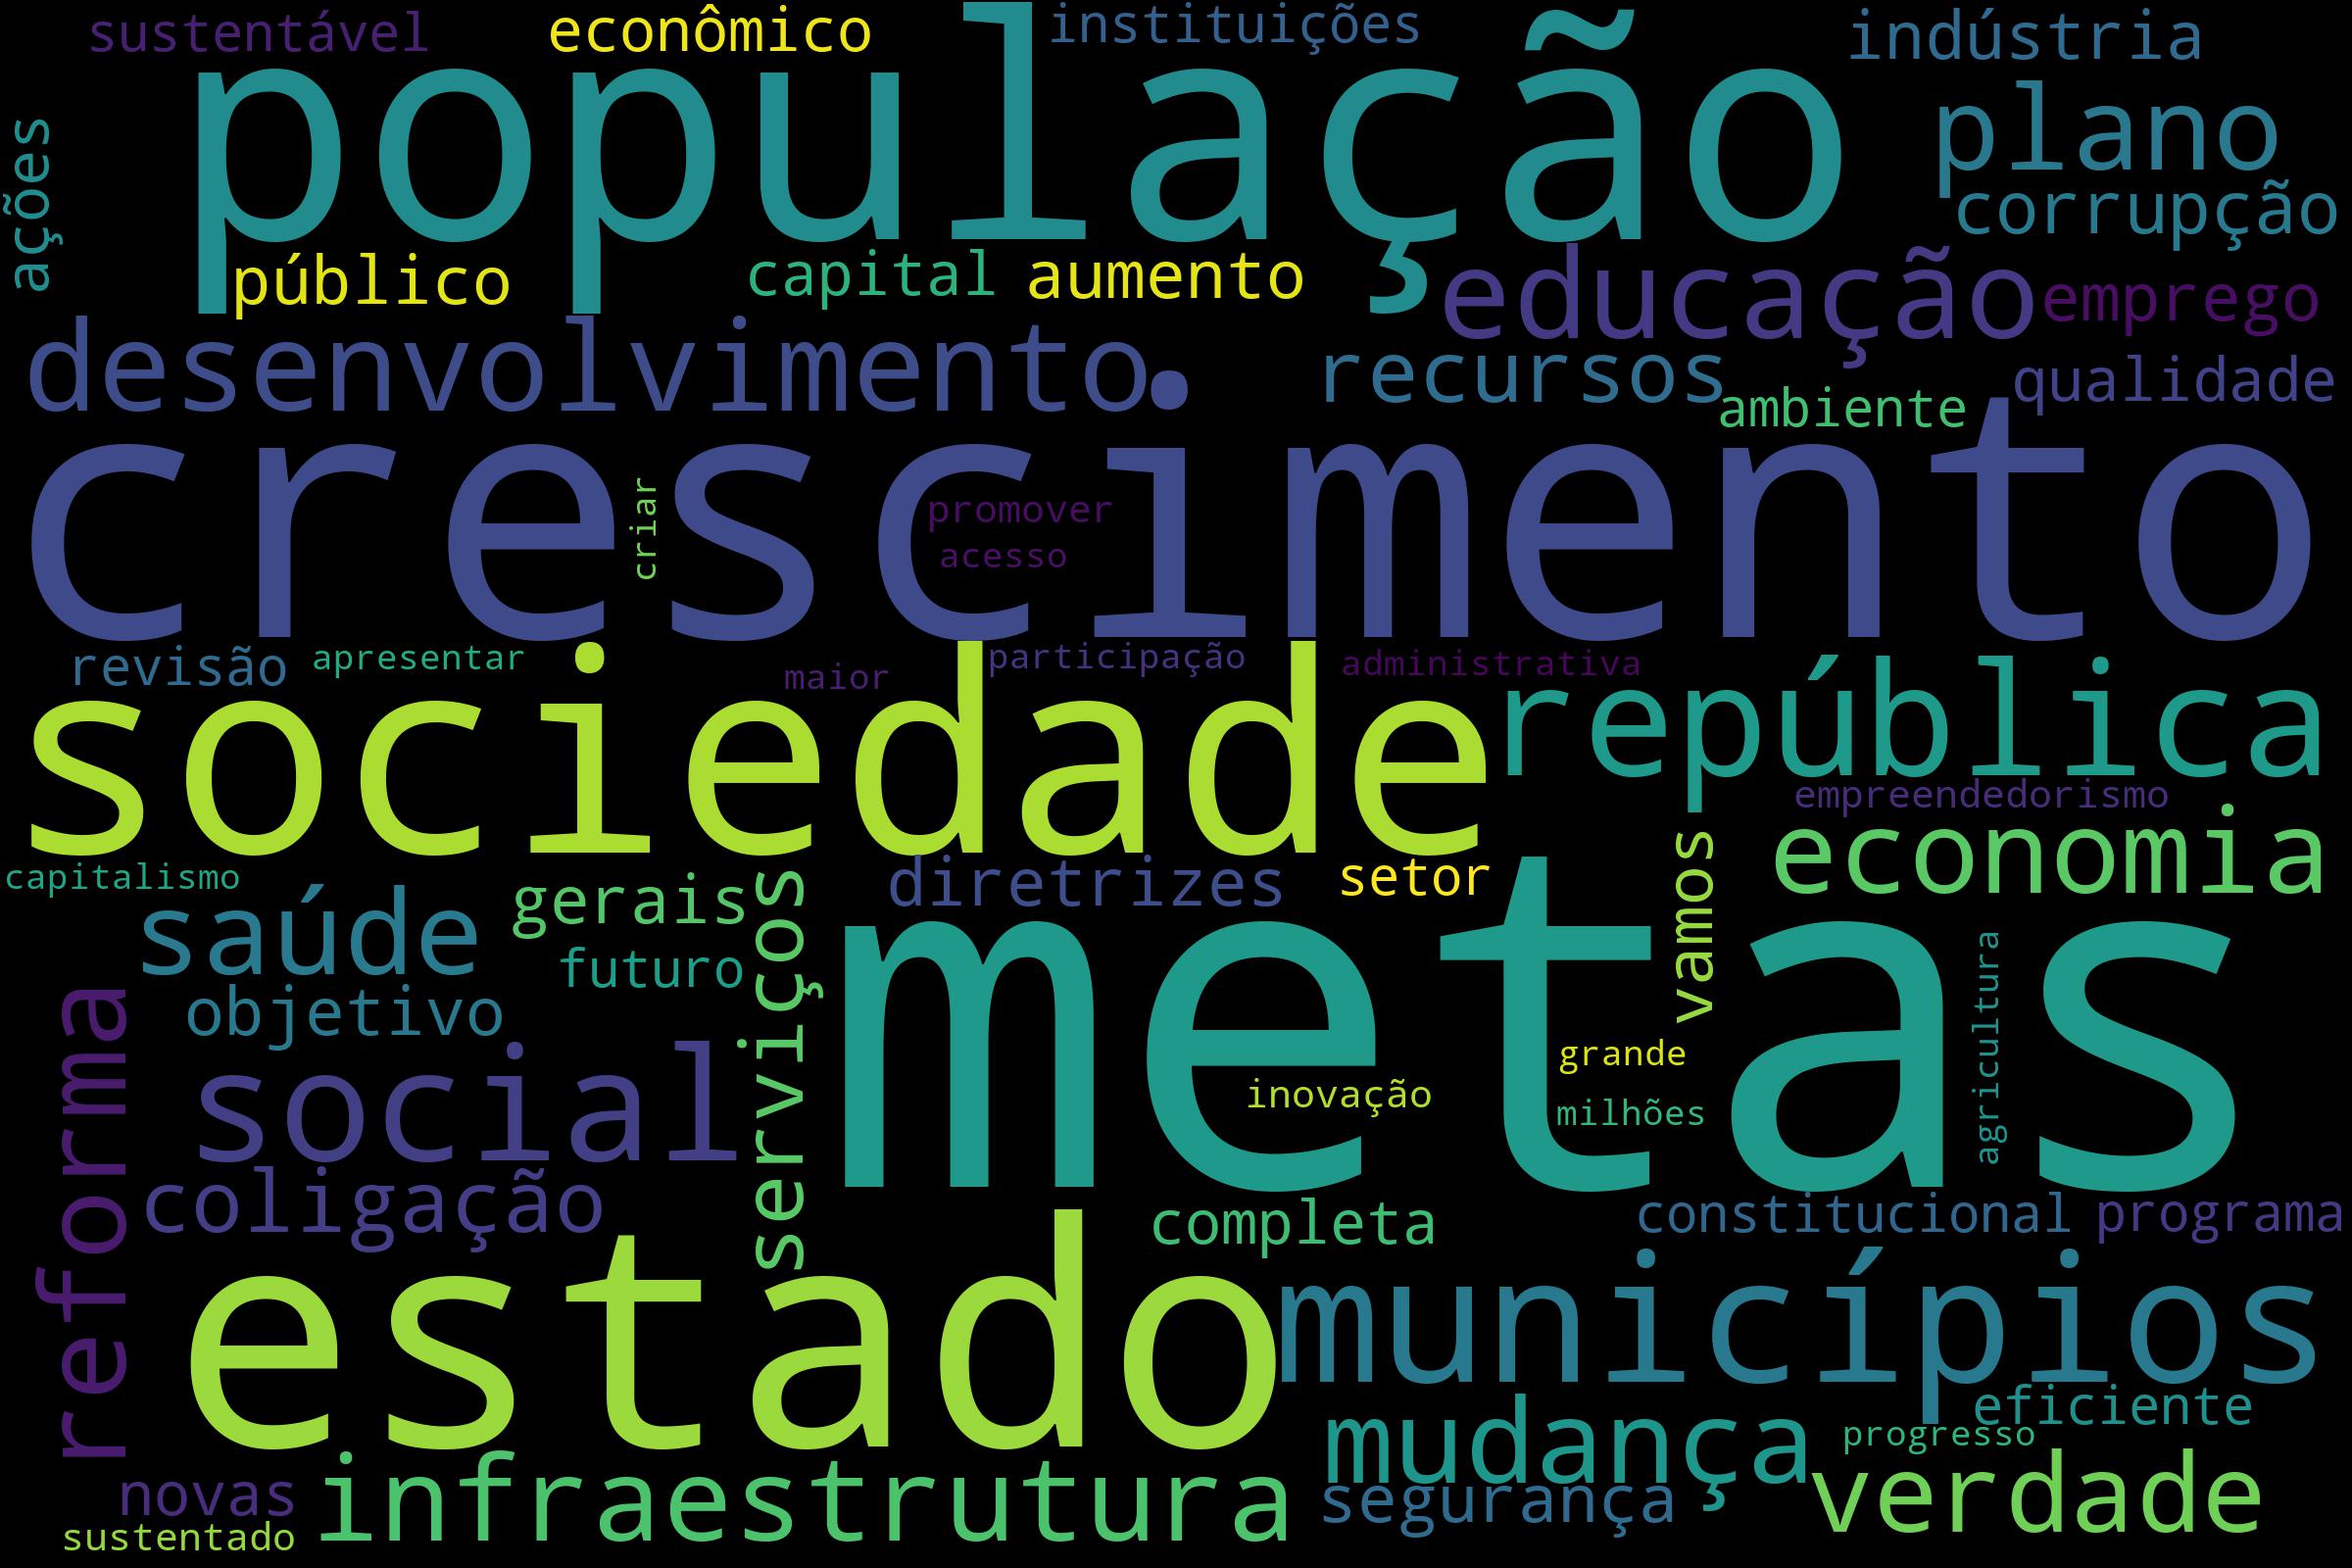 sustentável econômico instituições indústria
população
ações
plano
corrupção
público capital aumento
educação emprego
desenvolvimento
recursos qualidade
ambiente
crescimento
criar
promover
acesso
revisão apresentar maior participação administrativa
sociedade
república
empreendedorismo
economia
capitalismo
saúde gerais serviços diretrizes setor vamos
futuro
metas
agricultura
objetivo
reforma
social
grande
inovação
milhões
coligação
completa constitucional programa
estado
municípios
eficiente
mudança
progresso
novas infraestrutura segurança verdade
sustentado